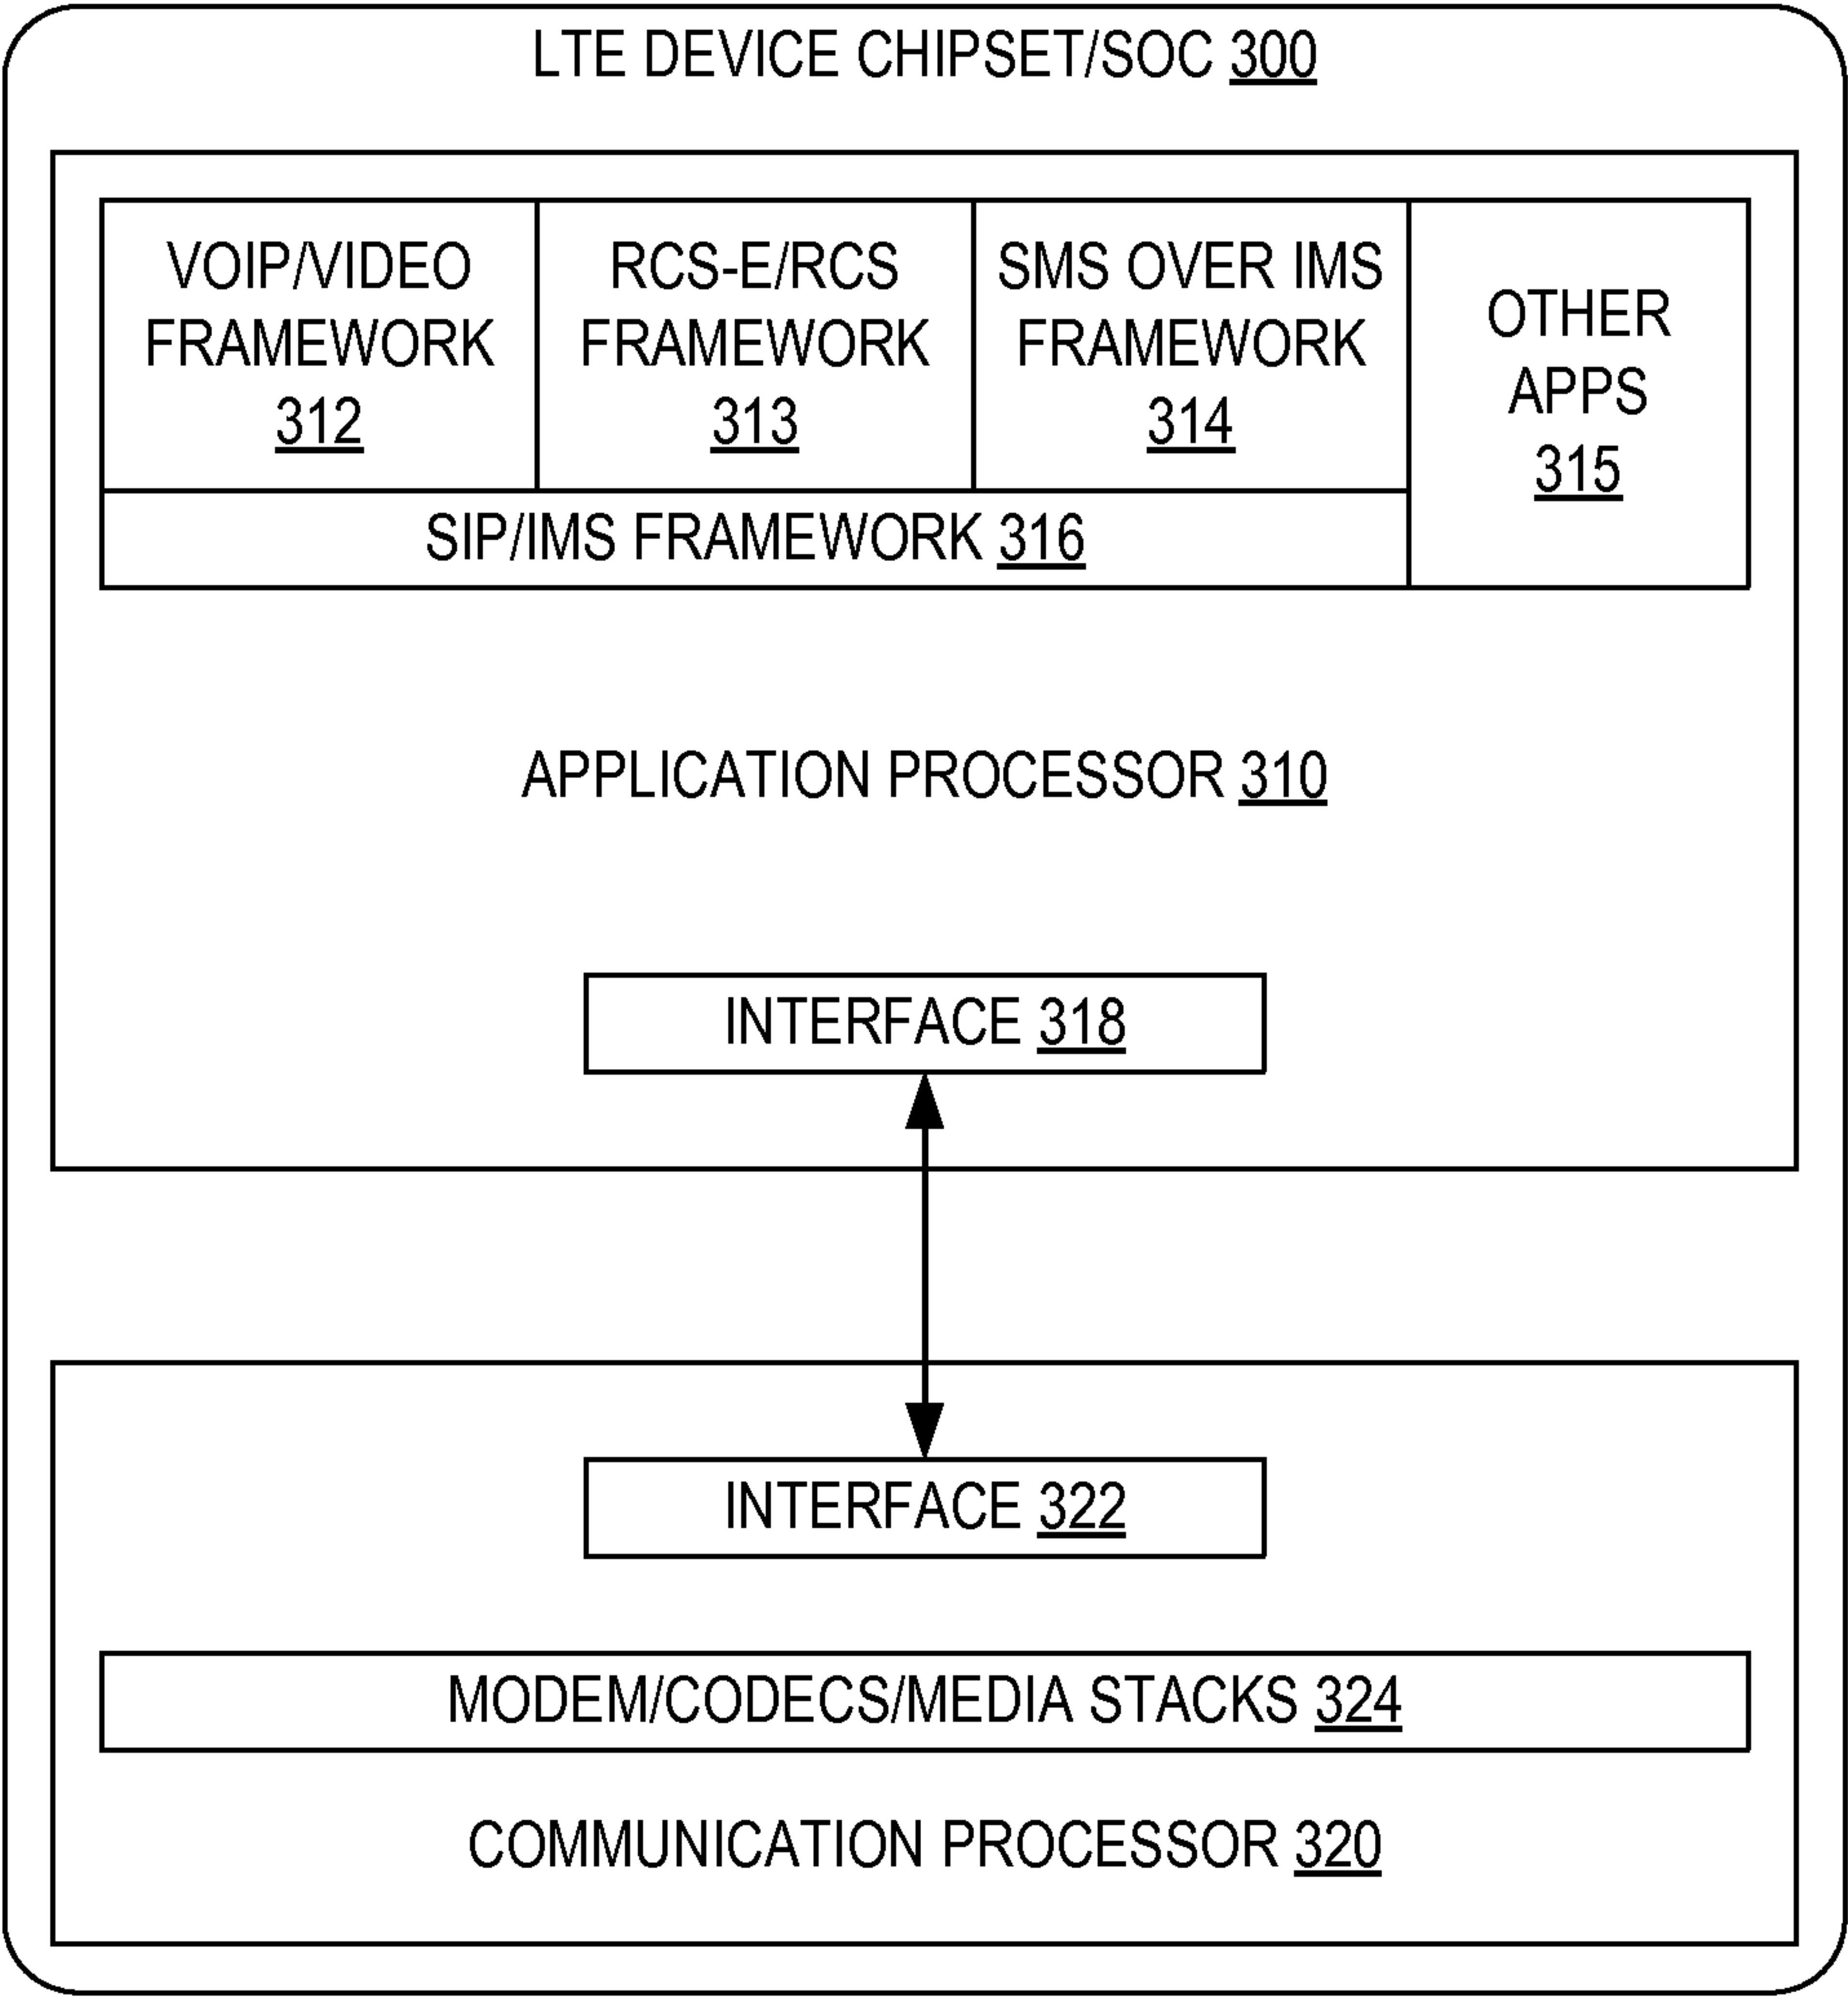 LTE DEVICE CHIPSET/SOC 300
VOIP/VIDEO
FRAMEWORK
312
RCS-E/RCS
FRAMEWORK
313
SMS OVER IMS
FRAMEWORK
314
OTHER
APPS
315
SIP/IMS FRAMEWORK 316
APPLICATION PROCESSOR 310
INTERFACE 318
INTERFACE 322
MODEM/CODECS/MEDIA STACKS 324
COMMUNICATION PROCESSOR 320